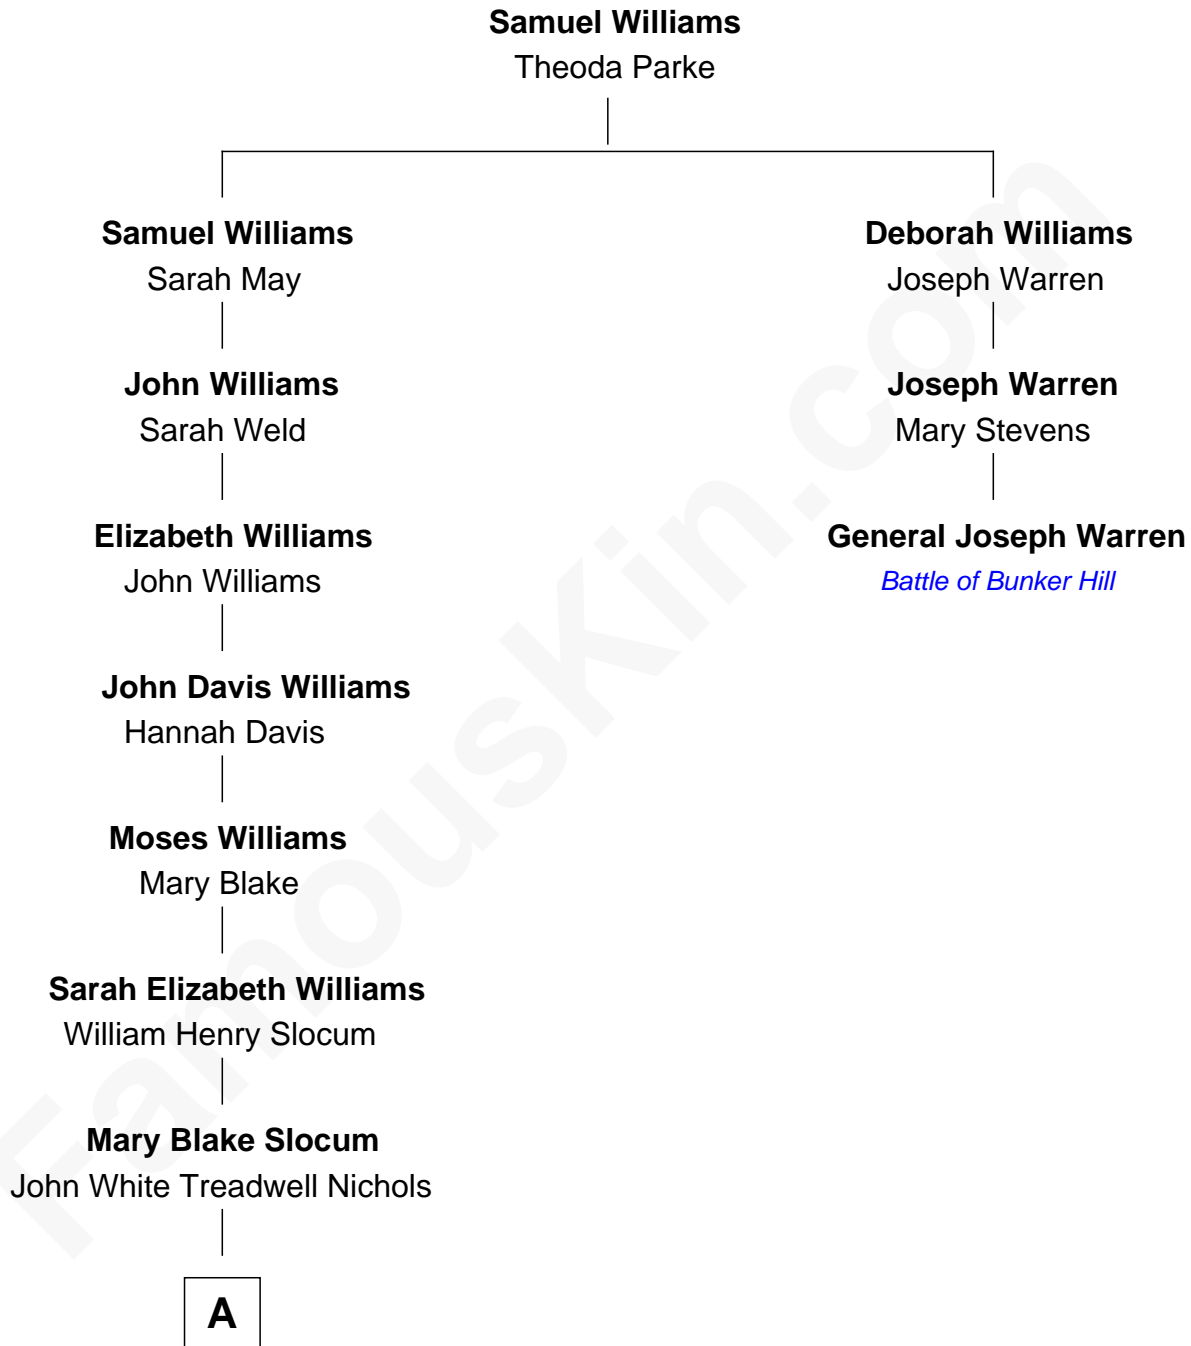 Samuel Williams
Theoda Parke
Samuel Williams
Sarah May
John Williams
Sarah Weld
Elizabeth Williams
John Williams
John Davis Williams
Hannah Davis
Moses Williams
Mary Blake
Sarah Elizabeth Williams
William Henry Slocum
Mary Blake Slocum
John White Treadwell Nichols
A
Deborah Williams
Joseph Warren
Joseph Warren
Mary Stevens
General Joseph Warren
Battle of Bunker Hill
FamousKin.com